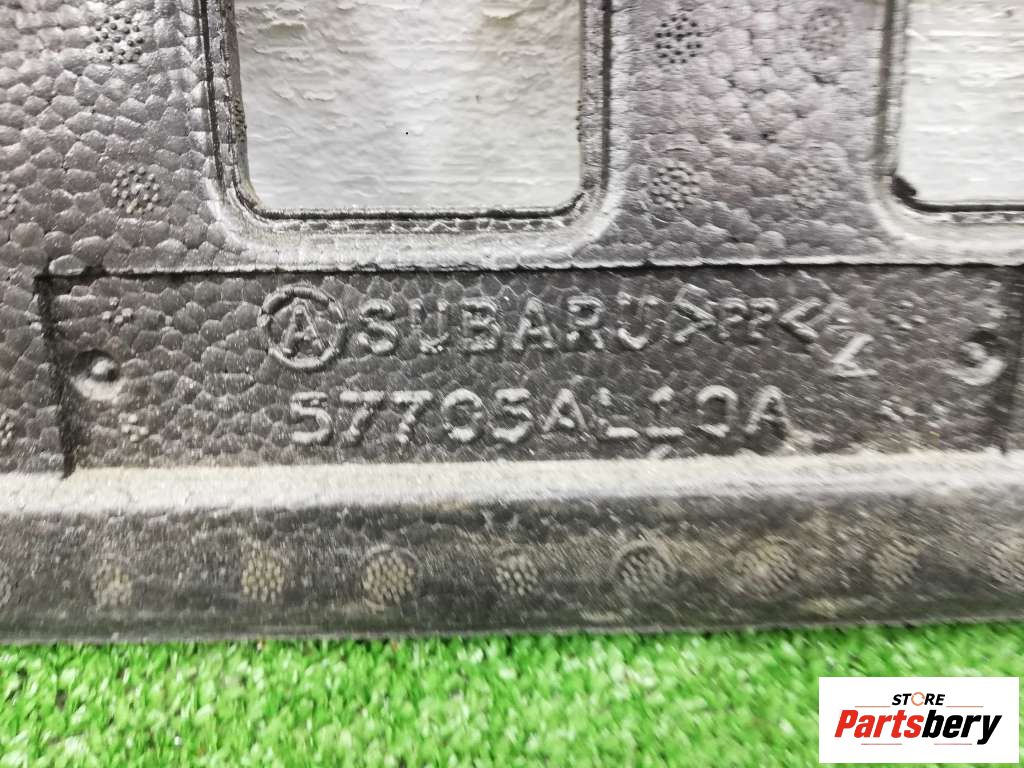 A SUBARU >PP<
57705AL10A
STORE
Partsbery